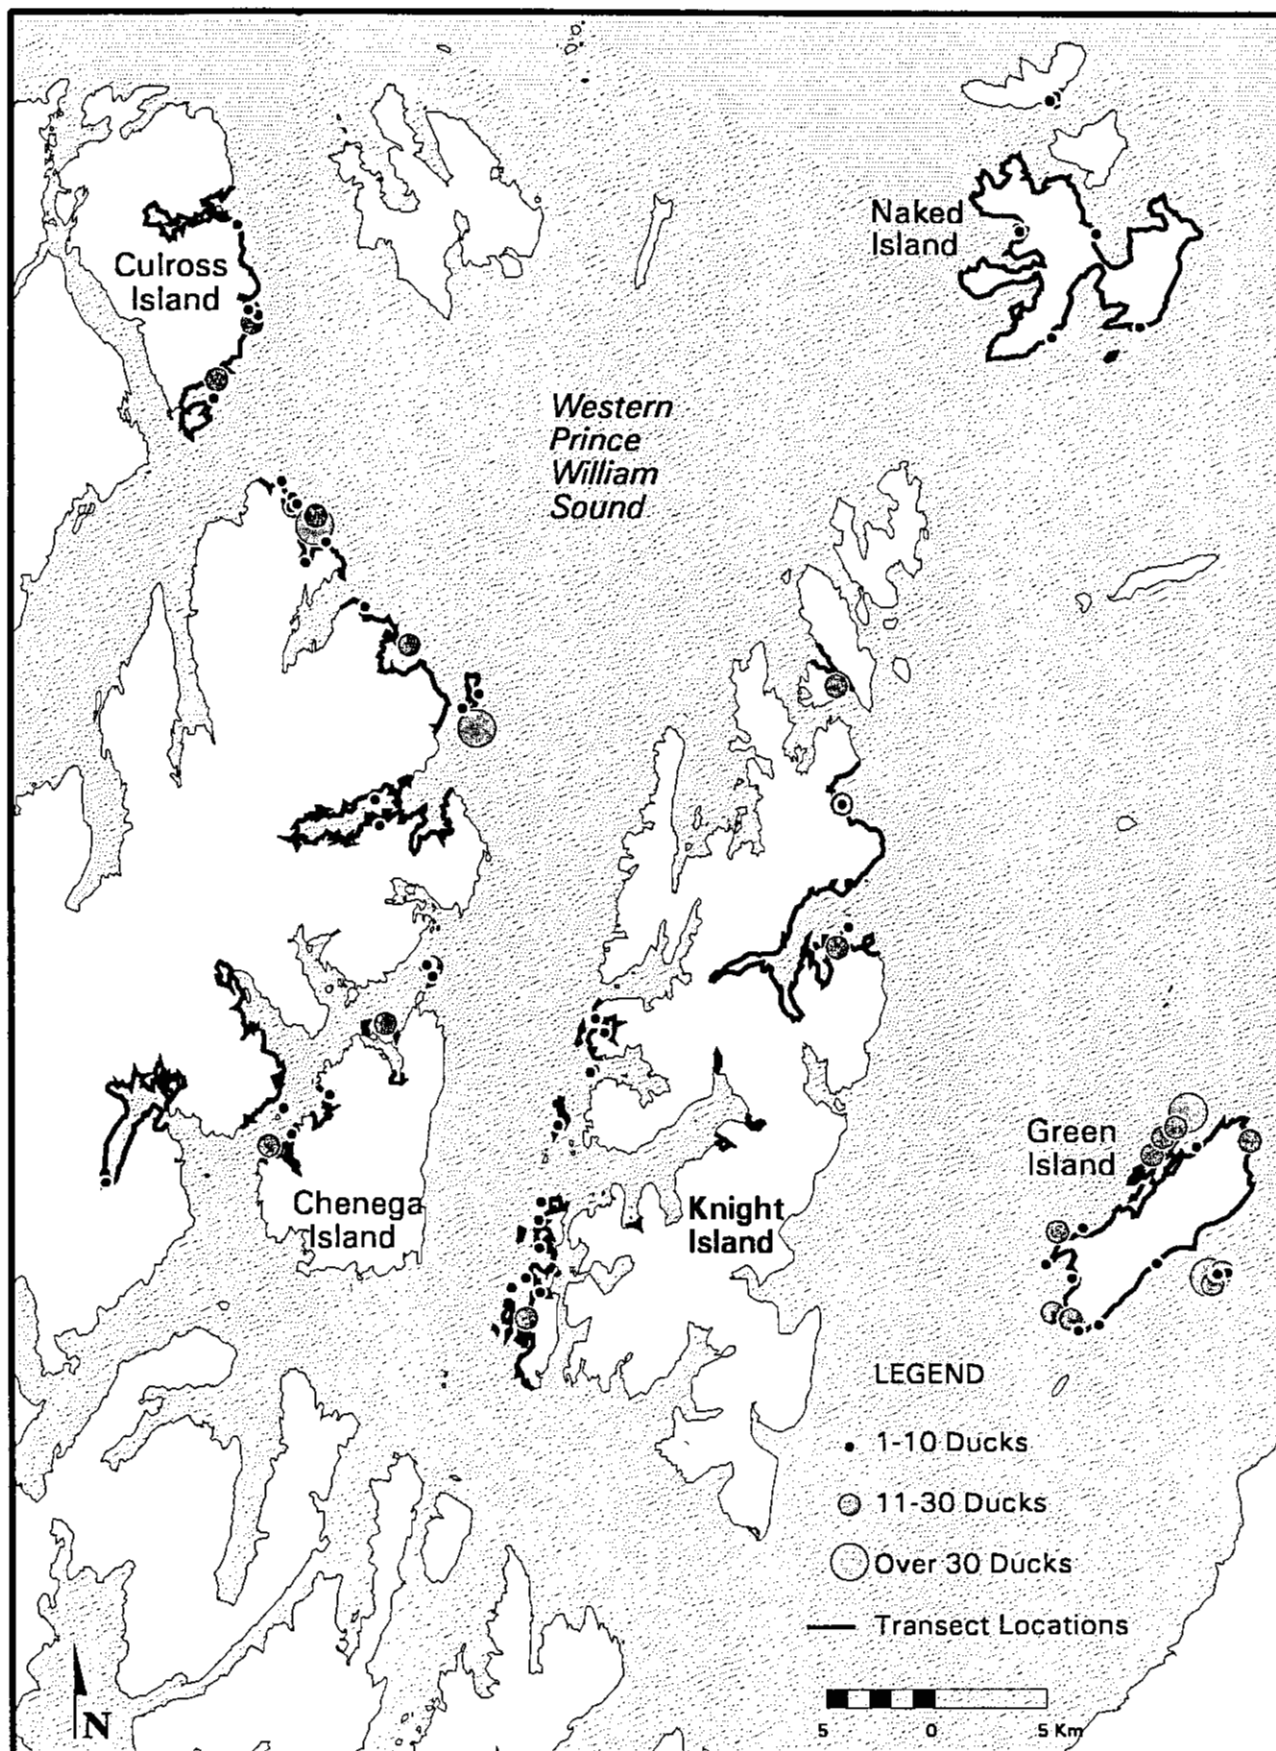 Naked
Island
Culross
Island
Western
Prince
William
Sound
Green
Island
Chenega
Island
Knight
Island
LEGEND
1-10 Ducks
11-30 Ducks
Over 30 Ducks
Transect Locations
N
5 0 5 Km